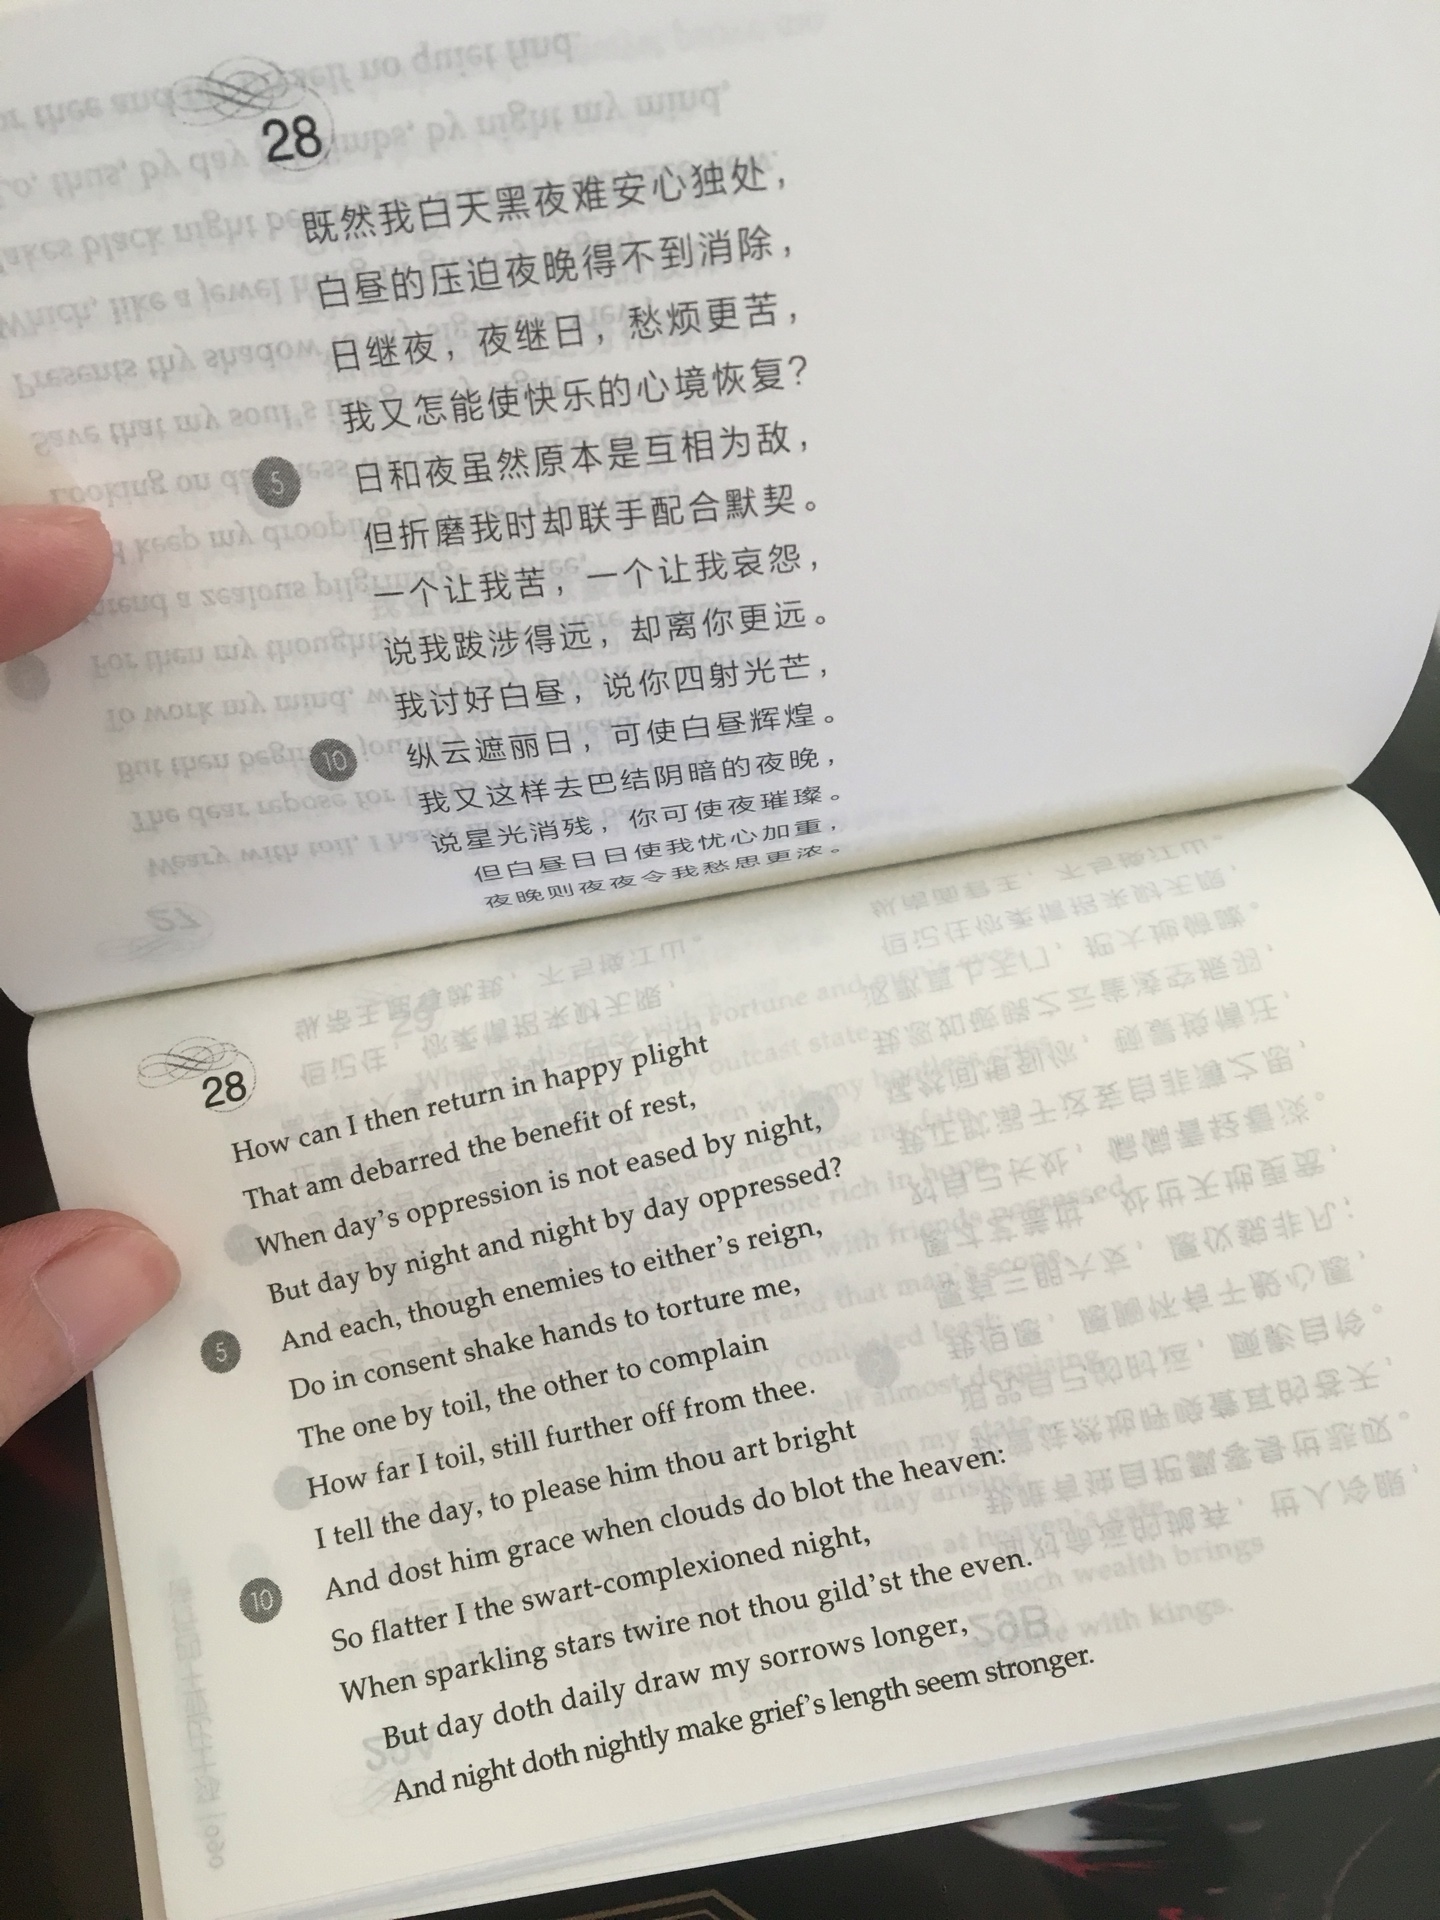 28
既然我白天黑夜难安心独处，
白昼的压迫夜晚得不到消除，
日继夜，夜继日，愁烦更苦，
我又怎能使快乐的心境恢复？
5 日和夜虽然原本是互相为敌，
但折磨我时却联手配合默契。
一个让我苦，一个让我哀怨，
说我跋涉得远，却离你更远。
我讨好白昼，说你四射光芒，
10 纵云遮丽日，可使白昼辉煌。
我又这样去巴结阴暗的夜晚，
说星光消残，你可使夜璀璨。
但白昼日日使我忧心加重，
夜晚则夜夜令我愁思更浓。
28
How can I then return in happy plight
That am debarred the benefit of rest,
When day's oppression is not eased by night,
But day by night and night by day oppressed?
5 And each, though enemies to either's reign,
Do in consent shake hands to torture me,
The one by toil, the other to complain
How far I toil, still further off from thee.
I tell the day, to please him thou art bright
10 And dost him grace when clouds do blot the heaven:
So flatter I the swart-complexioned night,
When sparkling stars twire not thou gild'st the even.
But day doth daily draw my sorrows longer,
And night doth nightly make grief's length seem stronger.